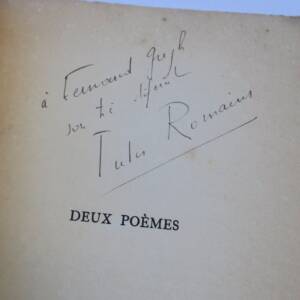 à Fernand Gregh
son
Jules Romains
DEUX POÈMES